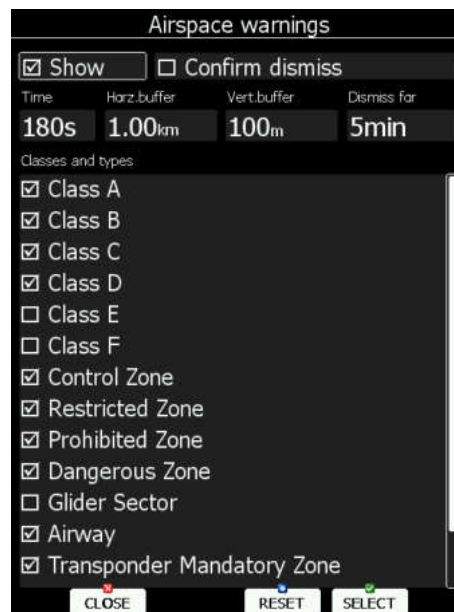 Airspace warnings
Show Confirm dismiss
Time Horz.buffer Vert.buffer Dismiss for
180s 1.00km 100m 5min
Classes and types
Class A
Class B
Class C
Class D
Class E
Class F
Control Zone
Restricted Zone
Prohibited Zone
Dangerous Zone
Glider Sector
Airway
Transponder Mandatory Zone
CLOSE RESET SELECT